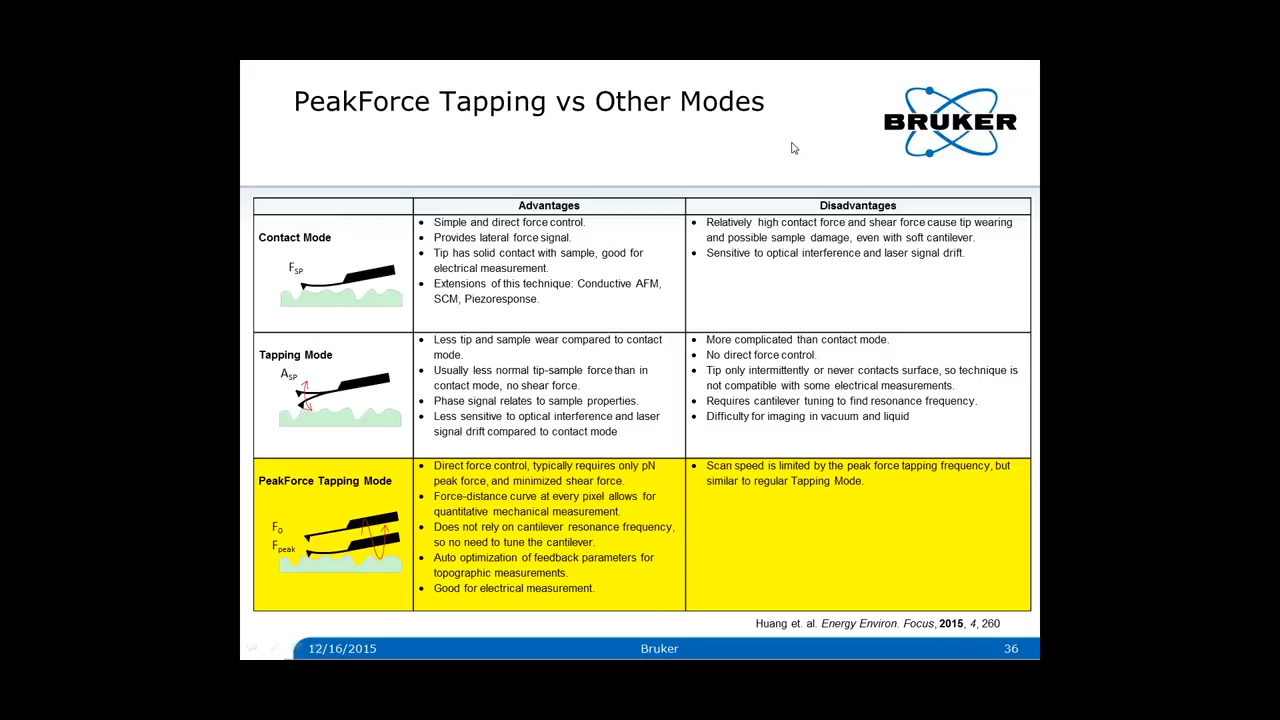 PeakForce Tapping vs Other Modes
BRUKER
Advantages
Disadvantages
Contact Mode
FSP
• Simple and direct force control.
• Provides lateral force signal.
• Tip has solid contact with sample, good for
electrical measurement.
• Extensions of this technique: Conductive AFM,
SCM, Piezoresponse.
• Relatively high contact force and shear force cause tip wearing
and possible sample damage, even with soft cantilever.
• Sensitive to optical interference and laser signal drift.
Tapping Mode
ASP
• Less tip and sample wear compared to contact
mode.
• Usually less normal tip-sample force than in
contact mode, no shear force.
• Phase signal relates to sample properties.
• Less sensitive to optical interference and laser
signal drift compared to contact mode
• More complicated than contact mode.
• No direct force control.
• Tip only intermittently or never contacts surface, so technique is
not compatible with some electrical measurements.
• Requires cantilever tuning to find resonance frequency.
• Difficulty for imaging in vacuum and liquid
PeakForce Tapping Mode
F0
Fpeak
• Direct force control, typically requires only pN
peak force, and minimized shear force.
• Force-distance curve at every pixel allows for
quantitative mechanical measurement.
• Does not rely on cantilever resonance frequency,
so no need to tune the cantilever.
• Auto optimization of feedback parameters for
topographic measurements.
• Good for electrical measurement.
• Scan speed is limited by the peak force tapping frequency, but
similar to regular Tapping Mode.
Huang et. al. Energy Environ. Focus, 2015, 4, 260
12/16/2015
Bruker
36